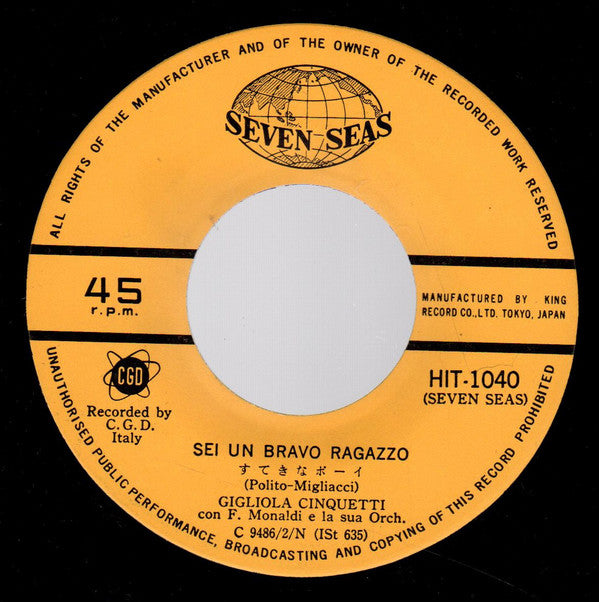 ALL RIGHTS OF THE MANUFACTURER AND OF THE OWNER OF THE RECORDED WORK RESERVED
SEVEN SEAS
45
r.p.m.
MANUFACTURED BY KING
RECORD CO.,LTD. TOKYO, JAPAN
CGD
Recorded by
C.G.D.
Italy
HIT-1040
(SEVEN SEAS)
SEI UN BRAVO RAGAZZO
すてきなボーイ
(Polito-Migliacci)
GIGLIOLA CINQUETTI
con F. Monaldi e la sua Orch.
C 9486/2/N (ISt 635)
UNAUTHORISED PUBLIC PERFORMANCE, BROADCASTING AND COPYING OF THIS RECORD PROHIBITED